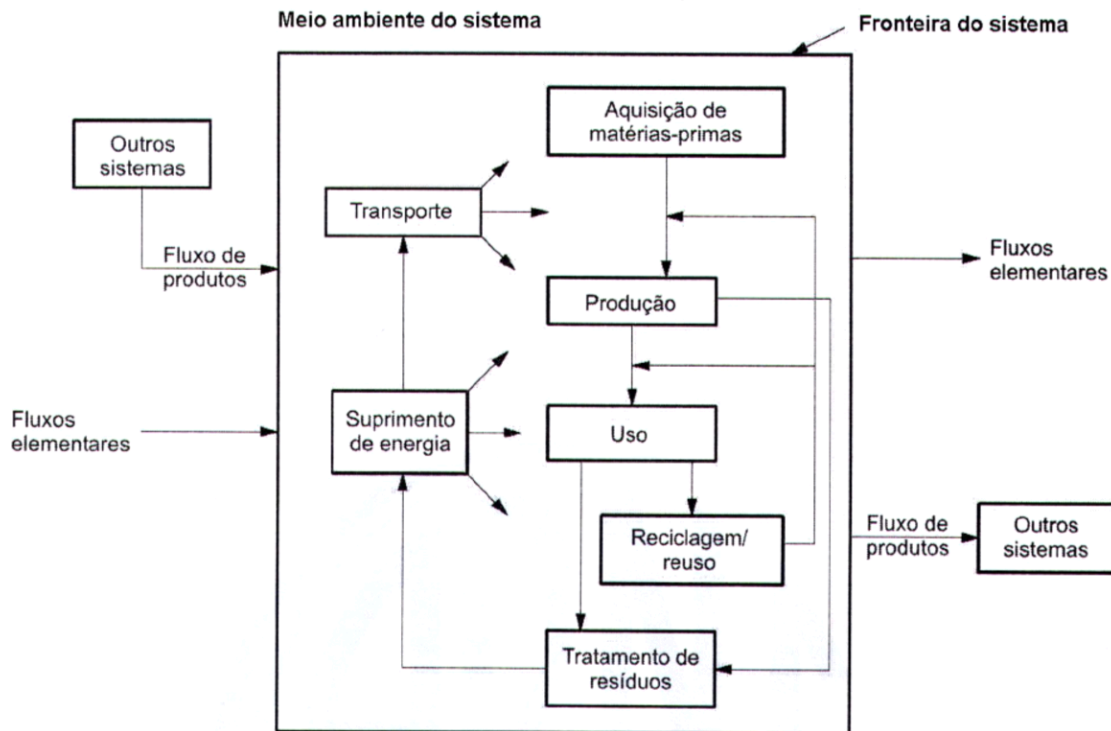 Meio ambiente do sistema
Fronteira do sistema
Aquisição de
matérias-primas
Outros
sistemas
Transporte
Fluxo de
produtos
Fluxos
elementares
Produção
Fluxos
elementares
Suprimento
de energia
Uso
Reciclagem/
reuso
Fluxo de
produtos
Outros
sistemas
Tratamento de
resíduos